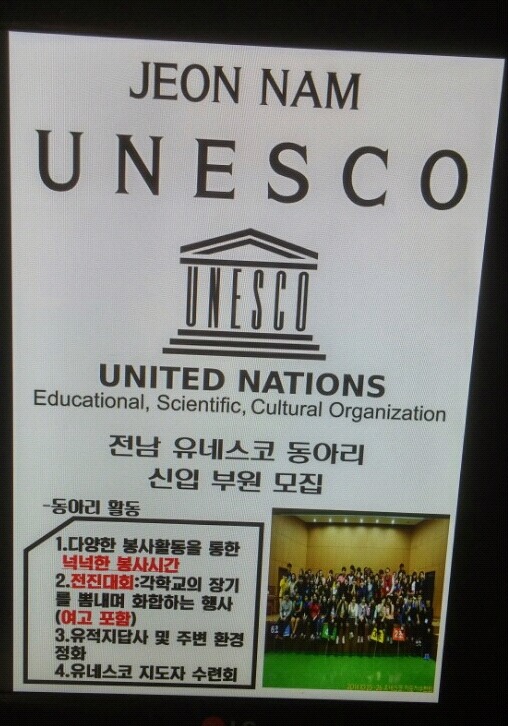 JEON NAM
UNESCO
UNESCO
UNITED NATIONS
Educational, Scientific, Cultural Organization
전남 유네스코 동아리
신입 부원 모집
-동아리 활동
1.다양한 봉사활동을 통한
넉넉한 봉사시간
2.전진대회:각학교의 장기
를 뽐내며 화합하는 행사
(여고 포함)
3.유적지답사 및 주변 환경
정화
4.유네스코 지도자 수련회